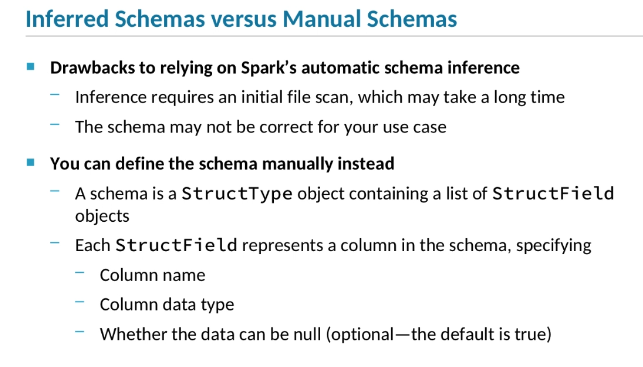 Inferred Schemas versus Manual Schemas
Drawbacks to relying on Spark’s automatic schema inference
Inference requires an initial file scan, which may take a long time
The schema may not be correct for your use case
You can define the schema manually instead
A schema is a StructType object containing a list of StructField
objects
Each StructField represents a column in the schema, specifying
Column name
Column data type
Whether the data can be null (optional—the default is true)